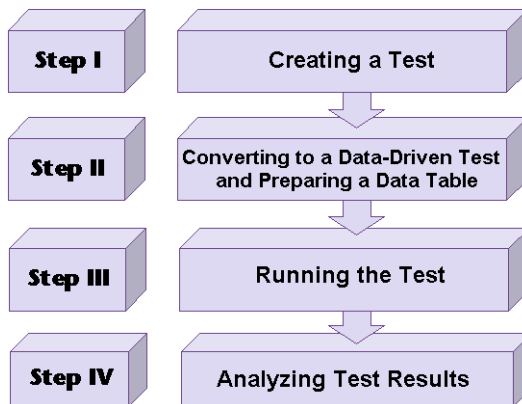 Step I
Creating a Test
Step II
Converting to a Data-Driven Test
and Preparing a Data Table
Step III
Running the Test
Step IV
Analyzing Test Results